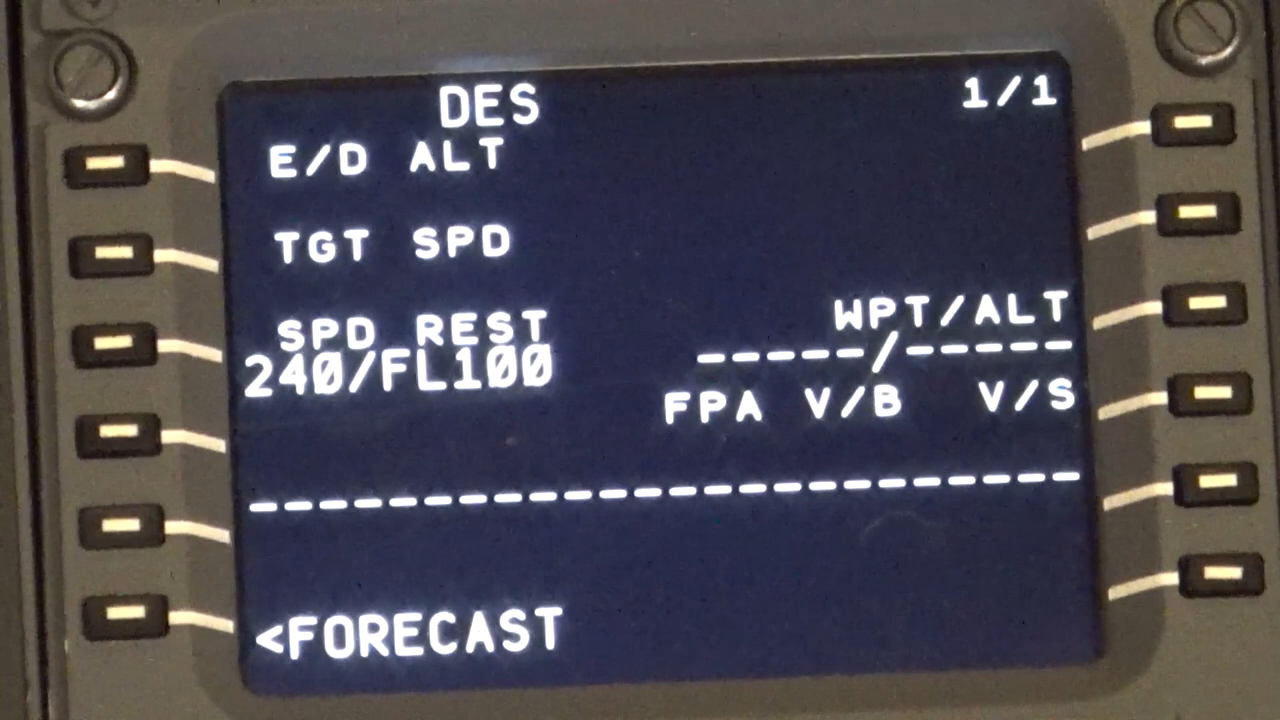 DES 1/1
E/D ALT
TGT SPD
SPD REST WPT/ALT
240/FL100 -----/-----
FPA V/B V/S
------------------------
<FORECAST